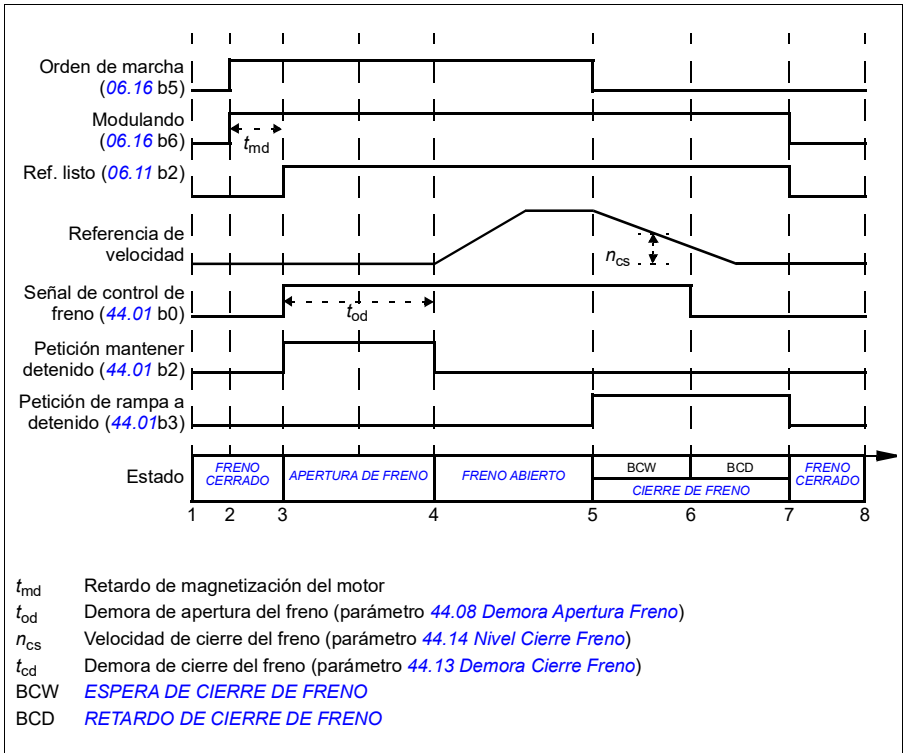 Orden de marcha
(06.16 b5)
Modulando
(06.16 b6)
tmd
Ref. listo (06.11 b2)
Referencia de
velocidad
ncs
Señal de control de
freno (44.01 b0)
tod
Petición mantener
detenido (44.01 b2)
Petición de rampa a
detenido (44.01b3)
Estado
FRENO
CERRADO
APERTURA DE FRENO
FRENO ABIERTO
BCW
BCD
CIERRE DE FRENO
FRENO
CERRADO
1 2 3 4 5 6 7 8
tmd Retardo de magnetización del motor
tod Demora de apertura del freno (parámetro 44.08 Demora Apertura Freno)
ncs Velocidad de cierre del freno (parámetro 44.14 Nivel Cierre Freno)
tcd Demora de cierre del freno (parámetro 44.13 Demora Cierre Freno)
BCW ESPERA DE CIERRE DE FRENO
BCD RETARDO DE CIERRE DE FRENO